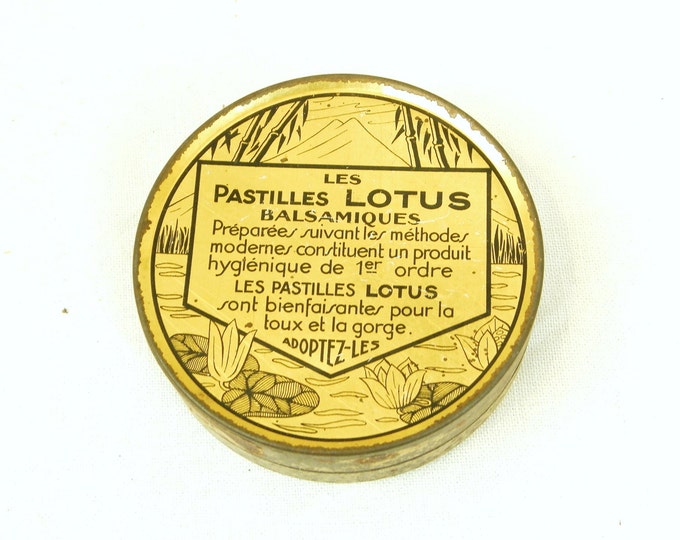 LES
PASTILLES LOTUS
BALSAMIQUES
Préparées suivant les méthodes
modernes constituent un produit
hygiénique de 1er ordre
LES PASTILLES LOTUS
sont bienfaisantes pour la
toux et la gorge.
ADOPTEZ-LES